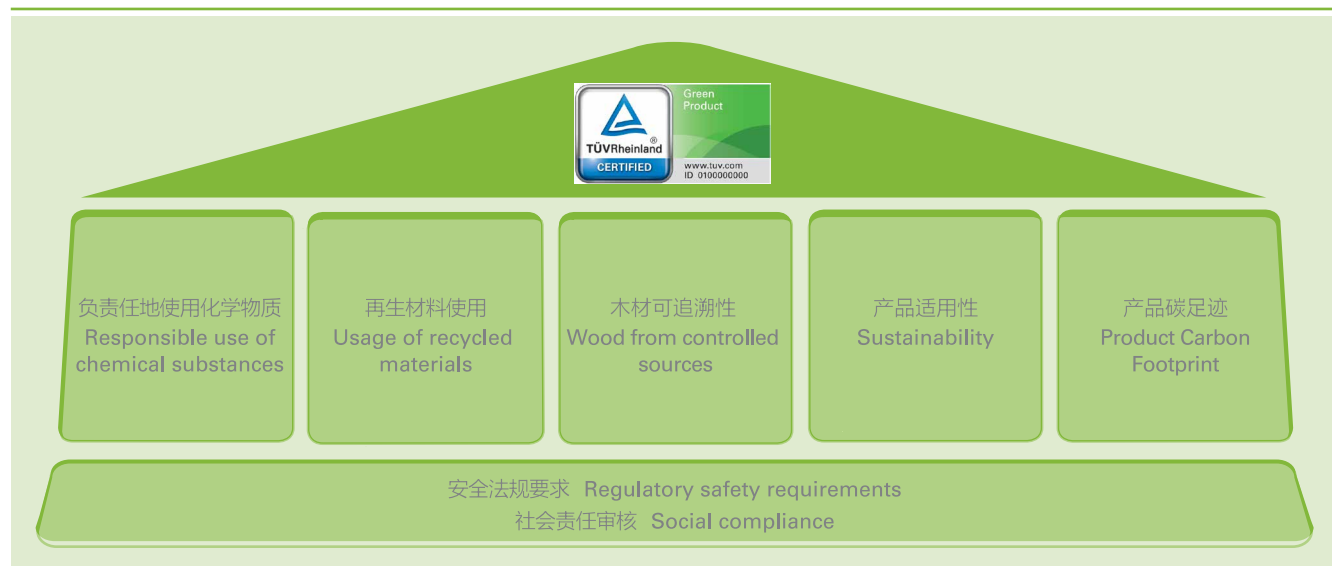 Green
Product
®
TÜVRheinland
CERTIFIED
www.tuv.com
ID 0100000000
负责任地使用化学物质
Responsible use of
chemical substances
再生材料使用
Usage of recycled
materials
木材可追溯性
Wood from controlled
sources
产品适用性
Sustainability
产品碳足迹
Product Carbon
Footprint
安全法规要求 Regulatory safety requirements
社会责任审核 Social compliance